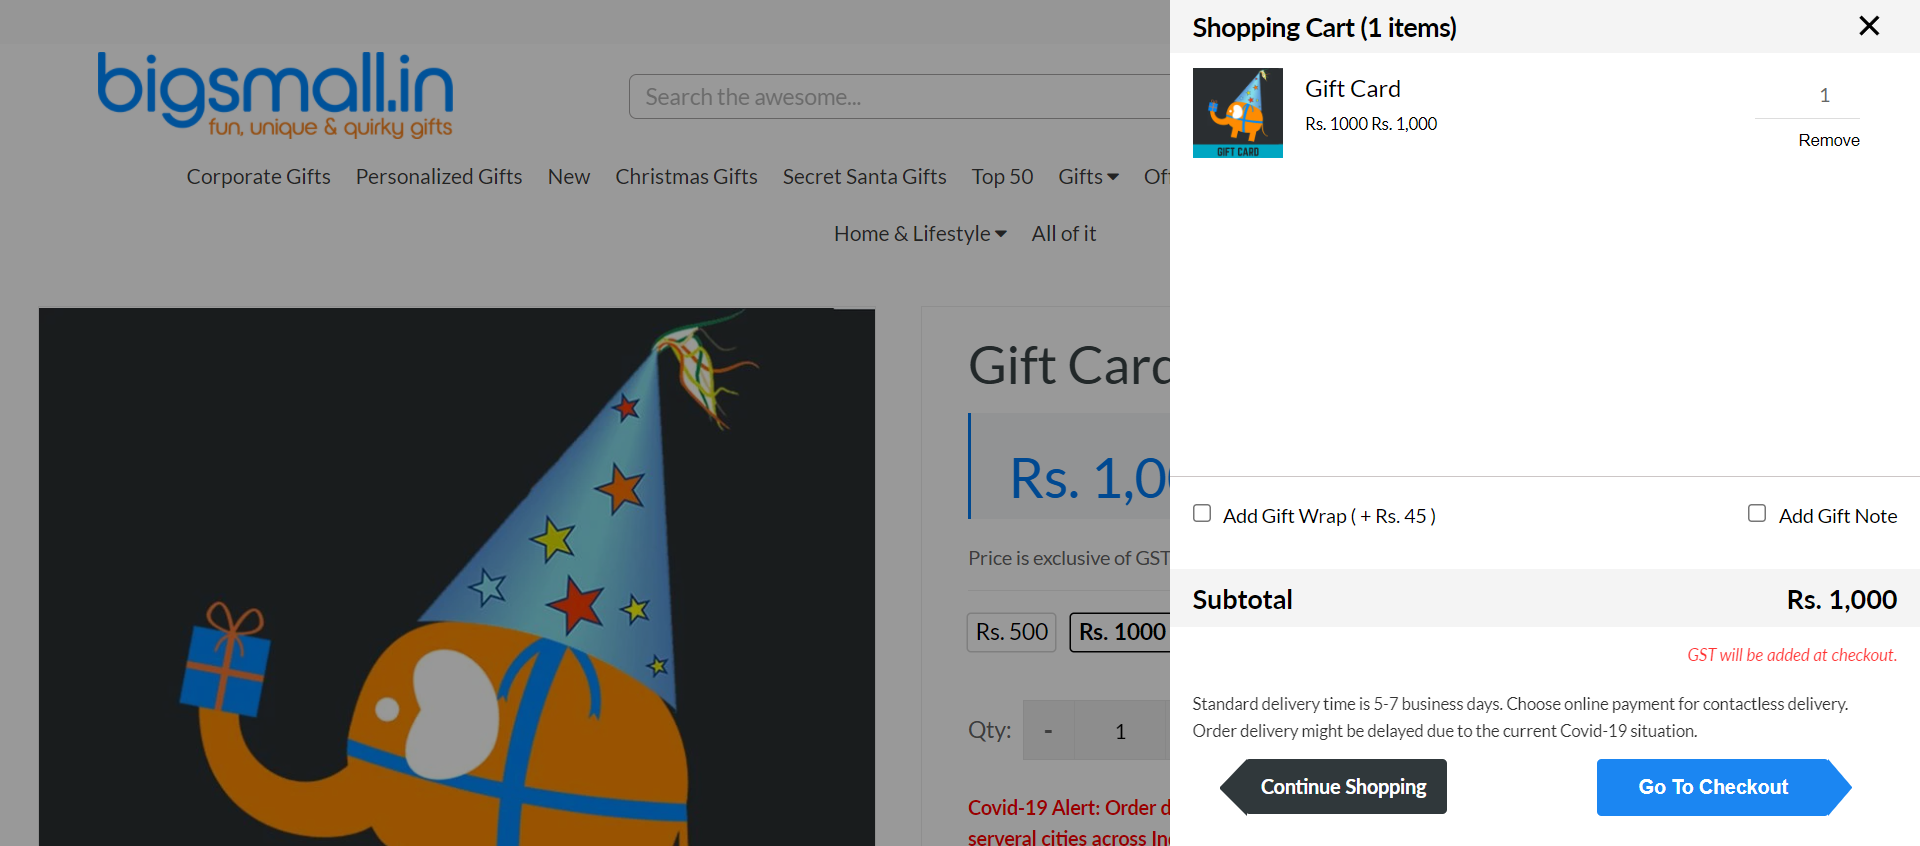 bigsmall.in
fun, unique & quirky gifts
Search the awesome...
Corporate Gifts Personalized Gifts New Christmas Gifts Secret Santa Gifts Top 50 Gifts
Home & Lifestyle All of it
Gift Card
Rs. 1,0
Price is exclusive of GST
Rs. 500 Rs. 1000
Qty: - 1
Covid-19 Alert: Order d
serveral cities across In
Shopping Cart (1 items)
GIFT CARD
Gift Card
Rs. 1000 Rs. 1,000
1
Remove
Add Gift Wrap ( + Rs. 45 ) Add Gift Note
Subtotal Rs. 1,000
GST will be added at checkout.
Standard delivery time is 5-7 business days. Choose online payment for contactless delivery.
Order delivery might be delayed due to the current Covid-19 situation.
Continue Shopping Go To Checkout